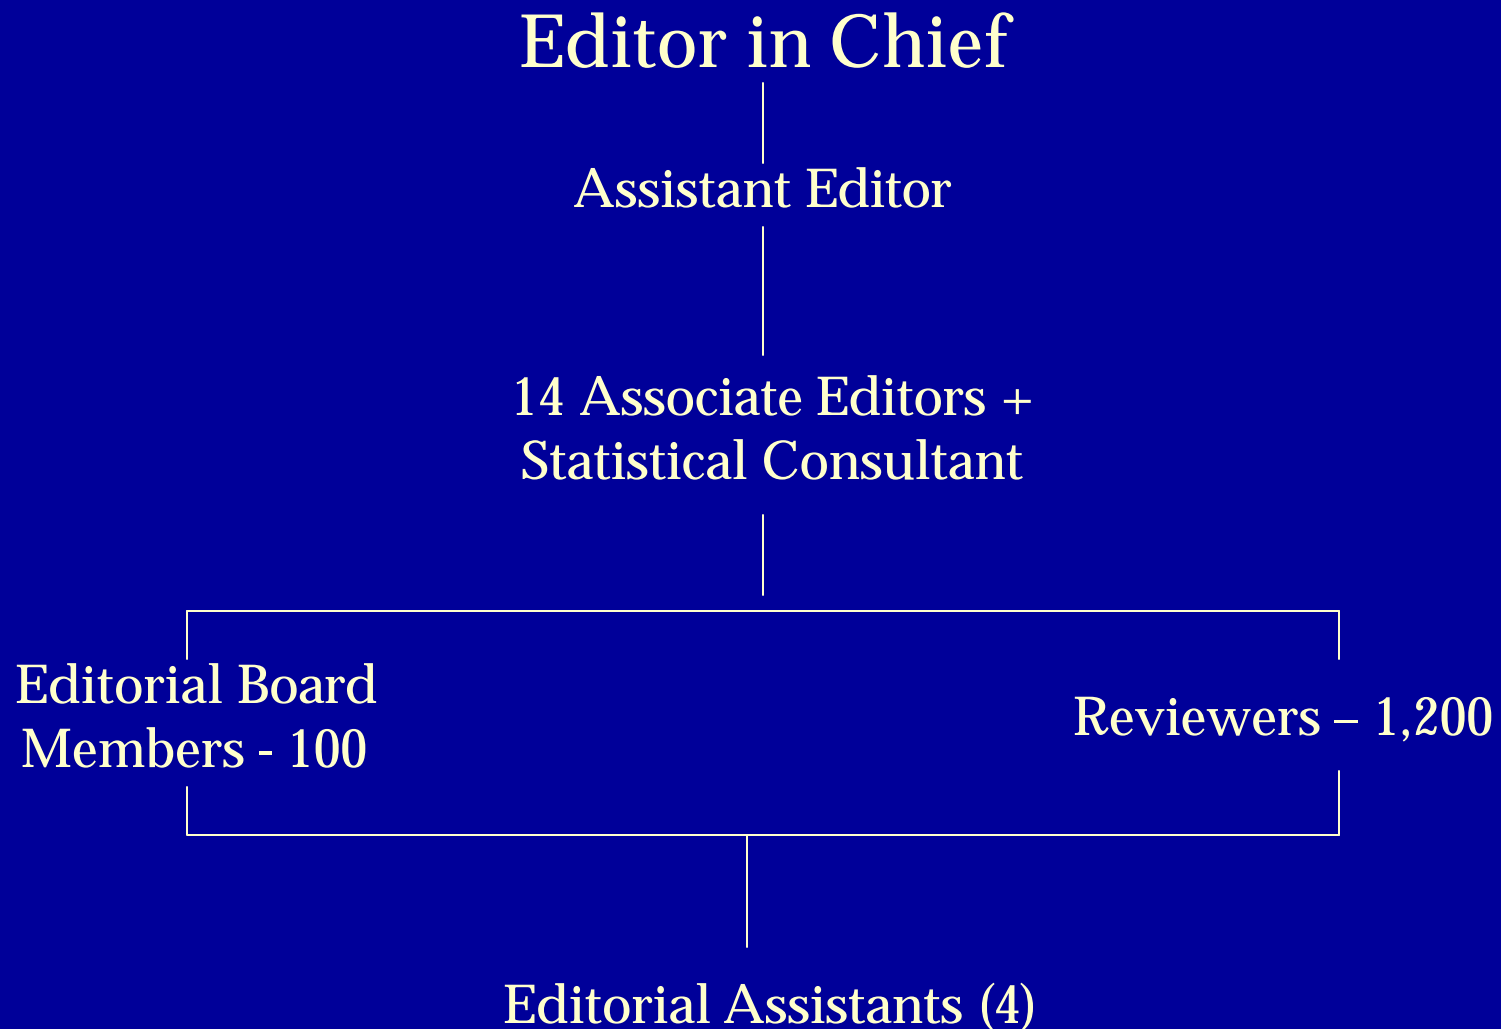 Editor in Chief
Assistant Editor
14 Associate Editors +
Statistical Consultant
Editorial Board
Members - 100
Reviewers – 1,200
Editorial Assistants (4)